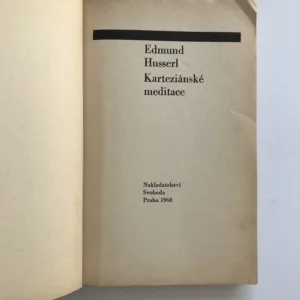 Edmund
Husserl
Karteziánské
meditace
Nakladatelství
Svoboda
Praha 1968